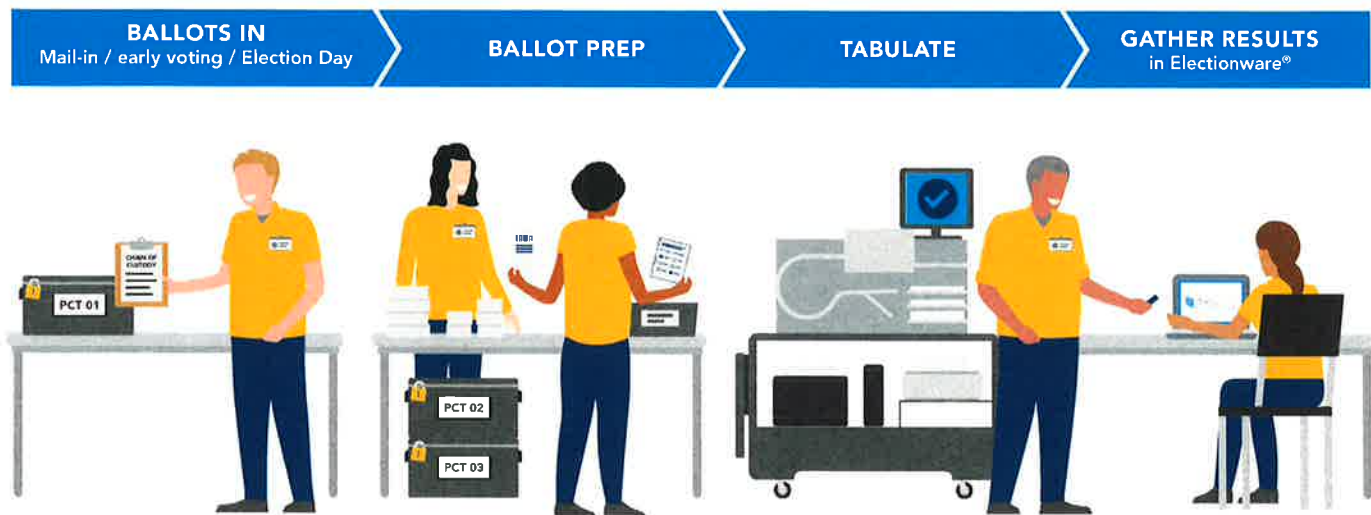 BALLOTS IN
Mail-in / early voting / Election Day
BALLOT PREP
TABULATE
GATHER RESULTS
in Electionware®
CHAIN OF
CUSTODY
PCT 01
PCT 02
PCT 03